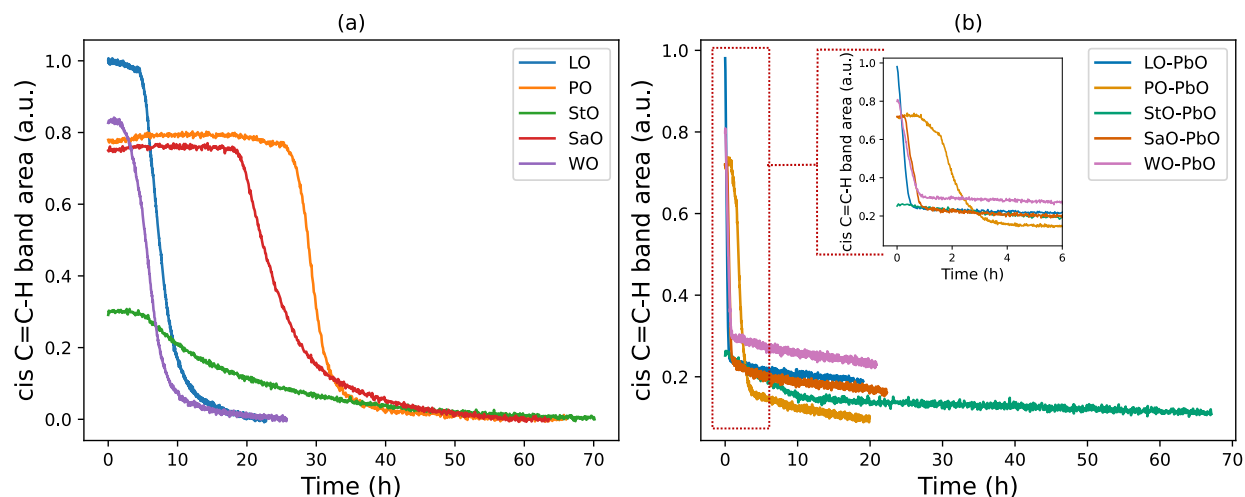 (a)
cis C=C-H band area (a.u.)
1.0
0.8
0.6
0.4
0.2
0.0
0 10 20 30 40 50 60 70
Time (h)
LO
PO
StO
SaO
WO
(b)
cis C=C-H band area (a.u.)
1.0
0.8
0.6
0.4
0.2
0 10 20 30 40 50 60 70
Time (h)
cis C=C-H band area (a.u.)
1.0
0.8
0.6
0.4
0.2
0 2 4 6
Time (h)
LO-PbO
PO-PbO
StO-PbO
SaO-PbO
WO-PbO